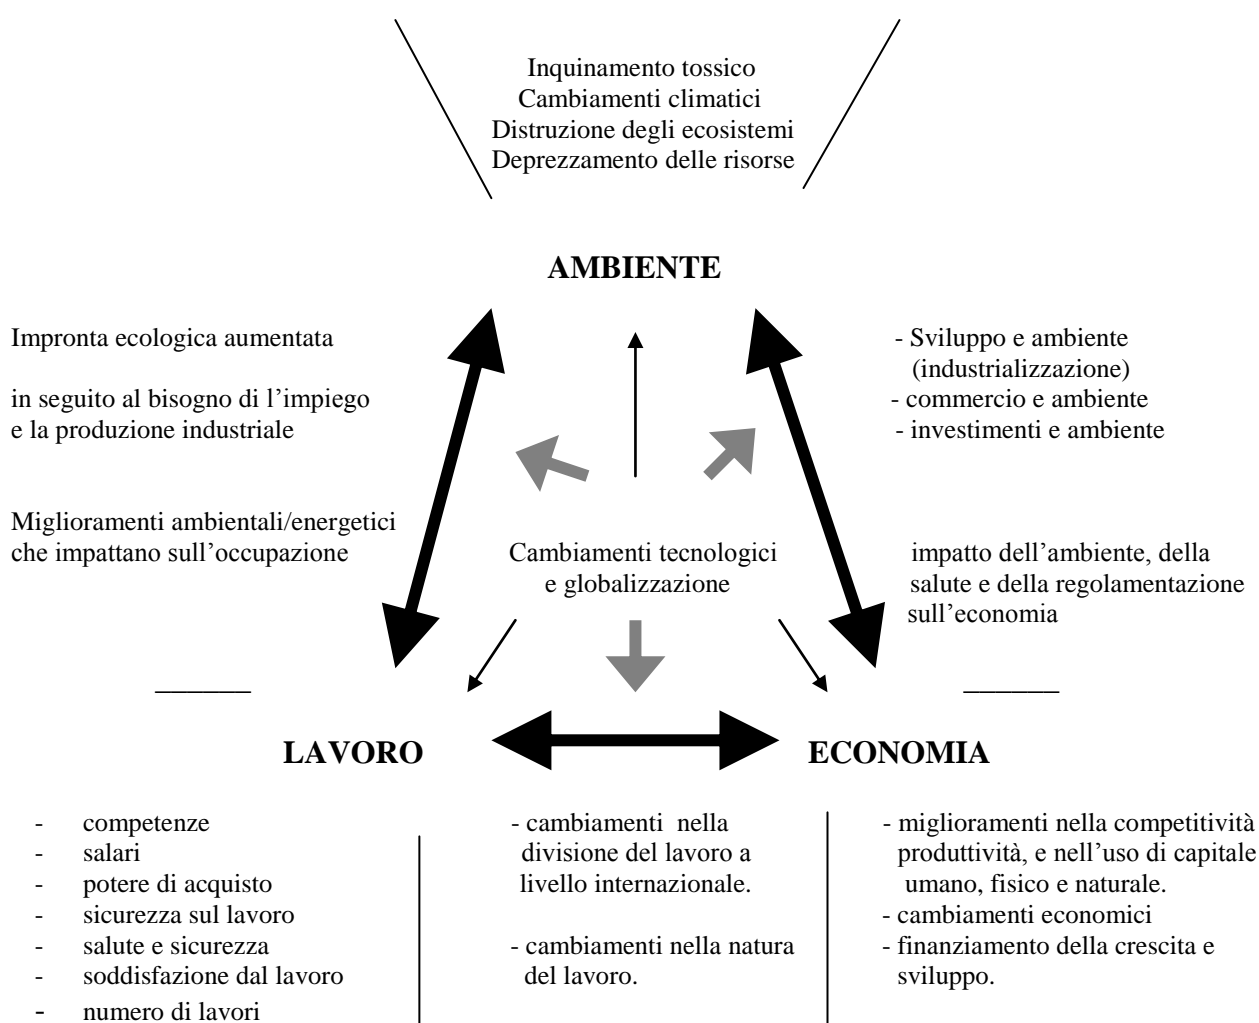 Inquinamento tossico
Cambiamenti climatici
Distruzione degli ecosistemi
Deprezzamento delle risorse
AMBIENTE
Impronta ecologica aumentata
in seguito al bisogno di l’impiego
e la produzione industriale
Miglioramenti ambientali/energetici
che impattano sull’occupazione
- Sviluppo e ambiente
(industrializzazione)
- commercio e ambiente
- investimenti e ambiente
Cambiamenti tecnologici
e globalizzazione
impatto dell’ambiente, della
salute e della regolamentazione
sull’economia
LAVORO
ECONOMIA
- competenze
- salari
- potere di acquisto
- sicurezza sul lavoro
- salute e sicurezza
- soddisfazione dal lavoro
- numero di lavori
- cambiamenti nella
divisione del lavoro a
livello internazionale.
- cambiamenti nella natura
del lavoro.
- miglioramenti nella competitività
produttività, e nell’uso di capitale
umano, fisico e naturale.
- cambiamenti economici
- finanziamento della crescita e
sviluppo.